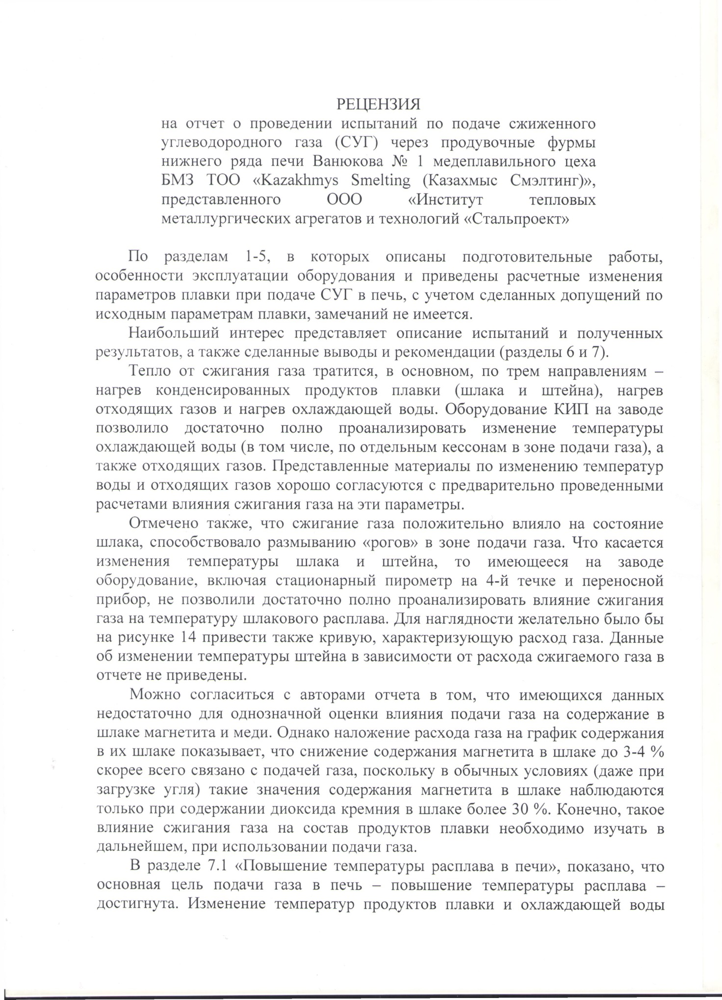 РЕЦЕНЗИЯ
на отчет о проведении испытаний по подаче сжиженного
углеводородного газа (СУГ) через продувочные фурмы
нижнего ряда печи Ванюкова № 1 медеплавильного цеха
БМЗ ТОО «Kazakhmys Smelting (Казахмыс Смэлтинг)»,
представленного ООО «Институт тепловых
металлургических агрегатов и технологий «Стальпроект»
По разделам 1-5, в которых описаны подготовительные работы,
особенности эксплуатации оборудования и приведены расчетные изменения
параметров плавки при подаче СУГ в печь, с учетом сделанных допущений по
исходным параметрам плавки, замечаний не имеется.
Наибольший интерес представляет описание испытаний и полученных
результатов, а также сделанные выводы и рекомендации (разделы 6 и 7).
Тепло от сжигания газа тратится, в основном, по трем направлениям –
нагрев конденсированных продуктов плавки (шлака и штейна), нагрев
отходящих газов и нагрев охлаждающей воды. Оборудование КИП на заводе
позволило достаточно полно проанализировать изменение температуры
охлаждающей воды (в том числе, по отдельным кессонам в зоне подачи газа), а
также отходящих газов. Представленные материалы по изменению температур
воды и отходящих газов хорошо согласуются с предварительно проведенными
расчетами влияния сжигания газа на эти параметры.
Отмечено также, что сжигание газа положительно влияло на состояние
шлака, способствовало размыванию «рогов» в зоне подачи газа. Что касается
изменения температуры шлака и штейна, то имеющееся на заводе
оборудование, включая стационарный пирометр на 4-й течке и переносной
прибор, не позволили достаточно полно проанализировать влияние сжигания
газа на температуру шлакового расплава. Для наглядности желательно было бы
на рисунке 14 привести также кривую, характеризующую расход газа. Данные
об изменении температуры штейна в зависимости от расхода сжигаемого газа в
отчете не приведены.
Можно согласиться с авторами отчета в том, что имеющихся данных
недостаточно для однозначной оценки влияния подачи газа на содержание в
шлаке магнетита и меди. Однако наложение расхода газа на график содержания
в их шлаке показывает, что снижение содержания магнетита в шлаке до 3-4 %
скорее всего связано с подачей газа, поскольку в обычных условиях (даже при
загрузке угля) такие значения содержания магнетита в шлаке наблюдаются
только при содержании диоксида кремния в шлаке более 30 %. Конечно, такое
влияние сжигания газа на состав продуктов плавки необходимо изучать в
дальнейшем, при использовании подачи газа.
В разделе 7.1 «Повышение температуры расплава в печи», показано, что
основная цель подачи газа в печь – повышение температуры расплава –
достигнута. Изменение температур продуктов плавки и охлаждающей воды